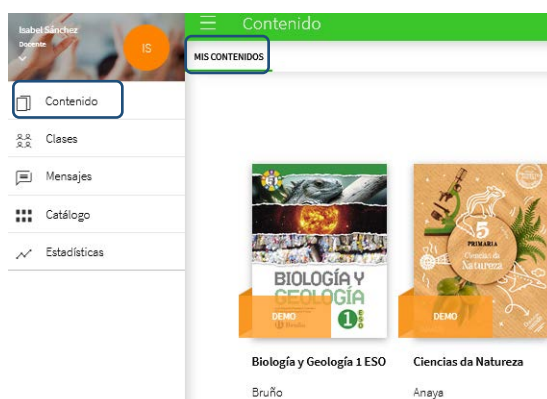 Isabel Sánchez
Docente
IS
Contenido
MIS CONTENIDOS
Contenido
Clases
Mensajes
Catálogo
Estadísticas
BIOLOGÍA Y
GEOLOGÍA
DEMO
Bruño
1 ESO
5
PRIMARIA
Ciencias da
Natureza
DEMO
Biología y Geología 1 ESO
Bruño
Ciencias da Natureza
Anaya